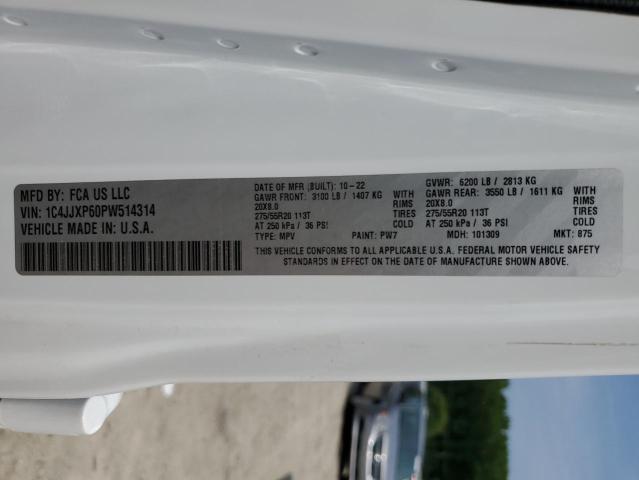 MFD BY: FCA US LLC
VIN: 1C4JJXP60PW514314
VEHICLE MADE IN: U.S.A.
DATE OF MFR (BUILT): 10-22
GAWR FRONT: 3100 LB / 1407 KG
20X8.0 RIMS
275/55R20 113T TIRES
AT 250 kPa / 36 PSI COLD
TYPE: MPV PAINT: PW7
GVWR: 6200 LB / 2813 KG
GAWR REAR: 3550 LB / 1611 KG
20X8.0 RIMS
275/55R20 113T TIRES
AT 250 kPa / 36 PSI COLD
MDH: 101309 MKT: 875
THIS VEHICLE CONFORMS TO ALL APPLICABLE U.S.A. FEDERAL MOTOR VEHICLE SAFETY
STANDARDS IN EFFECT ON THE DATE OF MANUFACTURE SHOWN ABOVE.